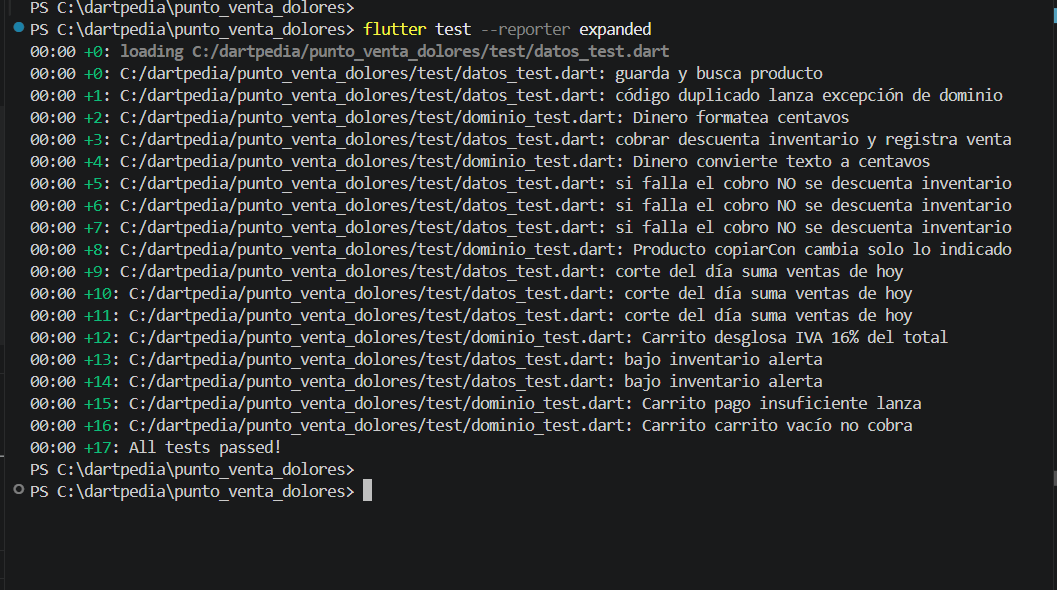 PS C:\dartpedia\punto_venta_dolores>
PS C:\dartpedia\punto_venta_dolores> flutter test --reporter expanded
00:00 +0: loading C:/dartpedia/punto_venta_dolores/test/datos_test.dart
00:00 +0: C:/dartpedia/punto_venta_dolores/test/datos_test.dart: guarda y busca producto
00:00 +1: C:/dartpedia/punto_venta_dolores/test/datos_test.dart: código duplicado lanza excepción de dominio
00:00 +2: C:/dartpedia/punto_venta_dolores/test/dominio_test.dart: Dinero formatea centavos
00:00 +3: C:/dartpedia/punto_venta_dolores/test/datos_test.dart: cobrar descuenta inventario y registra venta
00:00 +4: C:/dartpedia/punto_venta_dolores/test/dominio_test.dart: Dinero convierte texto a centavos
00:00 +5: C:/dartpedia/punto_venta_dolores/test/datos_test.dart: si falla el cobro NO se descuenta inventario
00:00 +6: C:/dartpedia/punto_venta_dolores/test/datos_test.dart: si falla el cobro NO se descuenta inventario
00:00 +7: C:/dartpedia/punto_venta_dolores/test/datos_test.dart: si falla el cobro NO se descuenta inventario
00:00 +8: C:/dartpedia/punto_venta_dolores/test/dominio_test.dart: Producto copiarCon cambia solo lo indicado
00:00 +9: C:/dartpedia/punto_venta_dolores/test/datos_test.dart: corte del día suma ventas de hoy
00:00 +10: C:/dartpedia/punto_venta_dolores/test/datos_test.dart: corte del día suma ventas de hoy
00:00 +11: C:/dartpedia/punto_venta_dolores/test/datos_test.dart: corte del día suma ventas de hoy
00:00 +12: C:/dartpedia/punto_venta_dolores/test/dominio_test.dart: Carrito desglosa IVA 16% del total
00:00 +13: C:/dartpedia/punto_venta_dolores/test/datos_test.dart: bajo inventario alerta
00:00 +14: C:/dartpedia/punto_venta_dolores/test/datos_test.dart: bajo inventario alerta
00:00 +15: C:/dartpedia/punto_venta_dolores/test/dominio_test.dart: Carrito pago insuficiente lanza
00:00 +16: C:/dartpedia/punto_venta_dolores/test/dominio_test.dart: Carrito carrito vacío no cobra
00:00 +17: All tests passed!
PS C:\dartpedia\punto_venta_dolores>
PS C:\dartpedia\punto_venta_dolores>